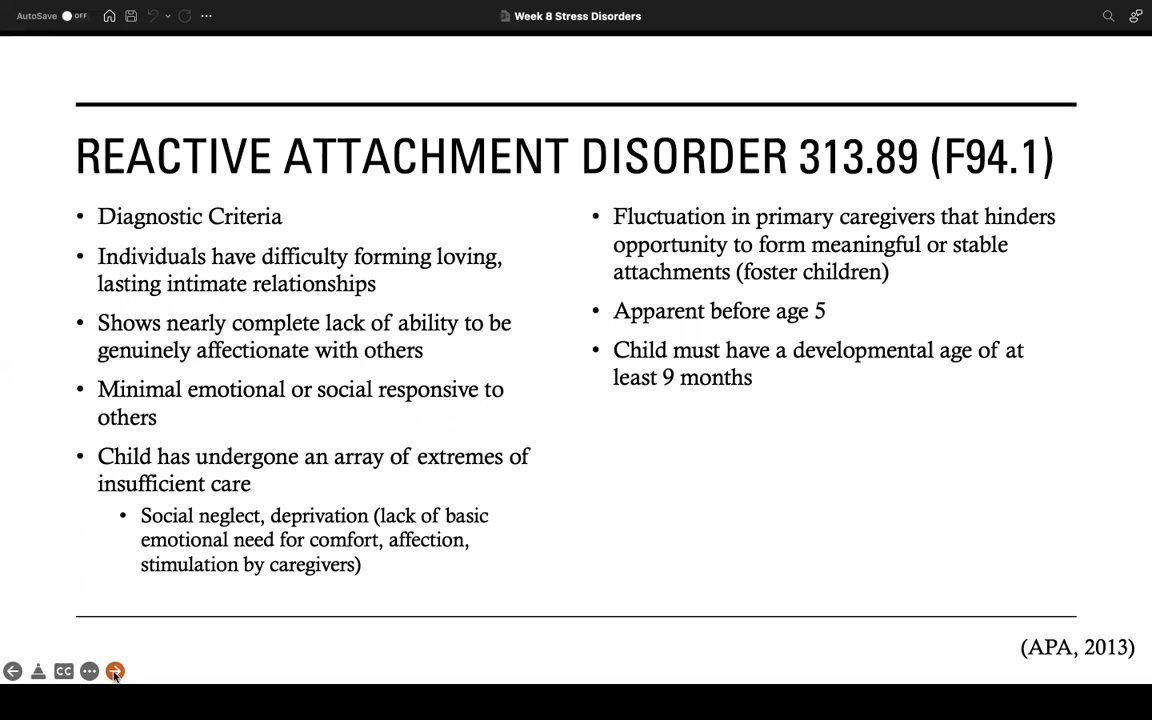 AutoSave OFF
Week 8 Stress Disorders
REACTIVE ATTACHMENT DISORDER 313.89 (F94.1)
• Diagnostic Criteria
• Individuals have difficulty forming loving,
lasting intimate relationships
• Shows nearly complete lack of ability to be
genuinely affectionate with others
• Minimal emotional or social responsive to
others
• Child has undergone an array of extremes of
insufficient care
• Social neglect, deprivation (lack of basic
emotional need for comfort, affection,
stimulation by caregivers)
• Fluctuation in primary caregivers that hinders
opportunity to form meaningful or stable
attachments (foster children)
• Apparent before age 5
• Child must have a developmental age of at
least 9 months
(APA, 2013)
CC